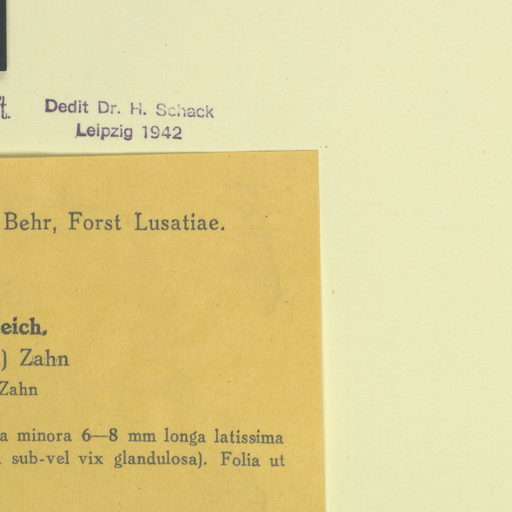 Dedit Dr. H. Schack
Leipzig 1942
Behr, Forst Lusatiae.
eich.
) Zahn
Zahn
a minora 6—8 mm longa latissima
sub-vel vix glandulosa). Folia ut